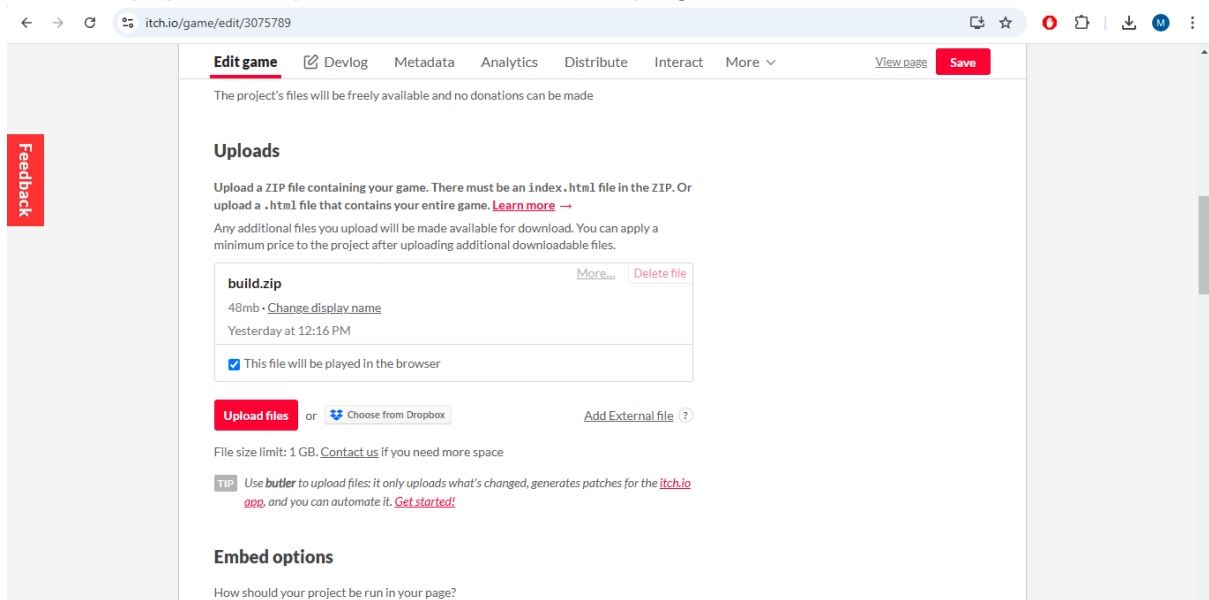 itch.io/game/edit/3075789
M
Edit game Devlog Metadata Analytics Distribute Interact More View page Save
The project's files will be freely available and no donations can be made
Feedback
Uploads
Upload a ZIP file containing your game. There must be an index.html file in the ZIP. Or
upload a .html file that contains your entire game. Learn more →
Any additional files you upload will be made available for download. You can apply a
minimum price to the project after uploading additional downloadable files.
build.zip More... Delete file
48mb · Change display name
Yesterday at 12:16 PM
This file will be played in the browser
Upload files or Choose from Dropbox Add External file ?
File size limit: 1 GB. Contact us if you need more space
TIP Use butler to upload files: it only uploads what's changed, generates patches for the itch.io
app, and you can automate it. Get started!
Embed options
How should your project be run in your page?